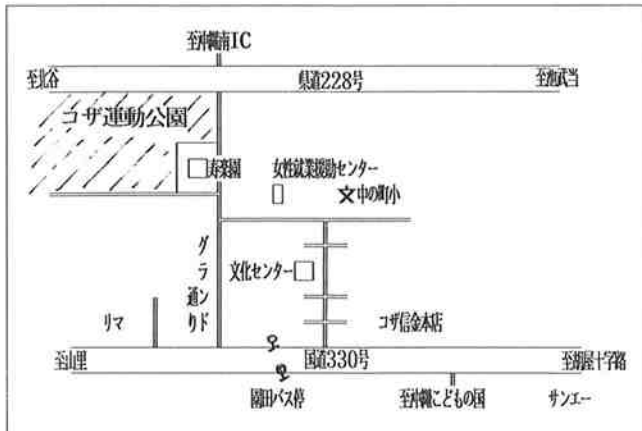 至沖縄南IC
至北谷
県道228号
至池武当
コザ運動公園
寿楽園
女性就業援助センター
文中の町小
グランド通り
文化センター
リマ
コザ信金本店
至山里
国道330号
至胡屋十字路
園田バス停
至沖縄こどもの国
サンエー